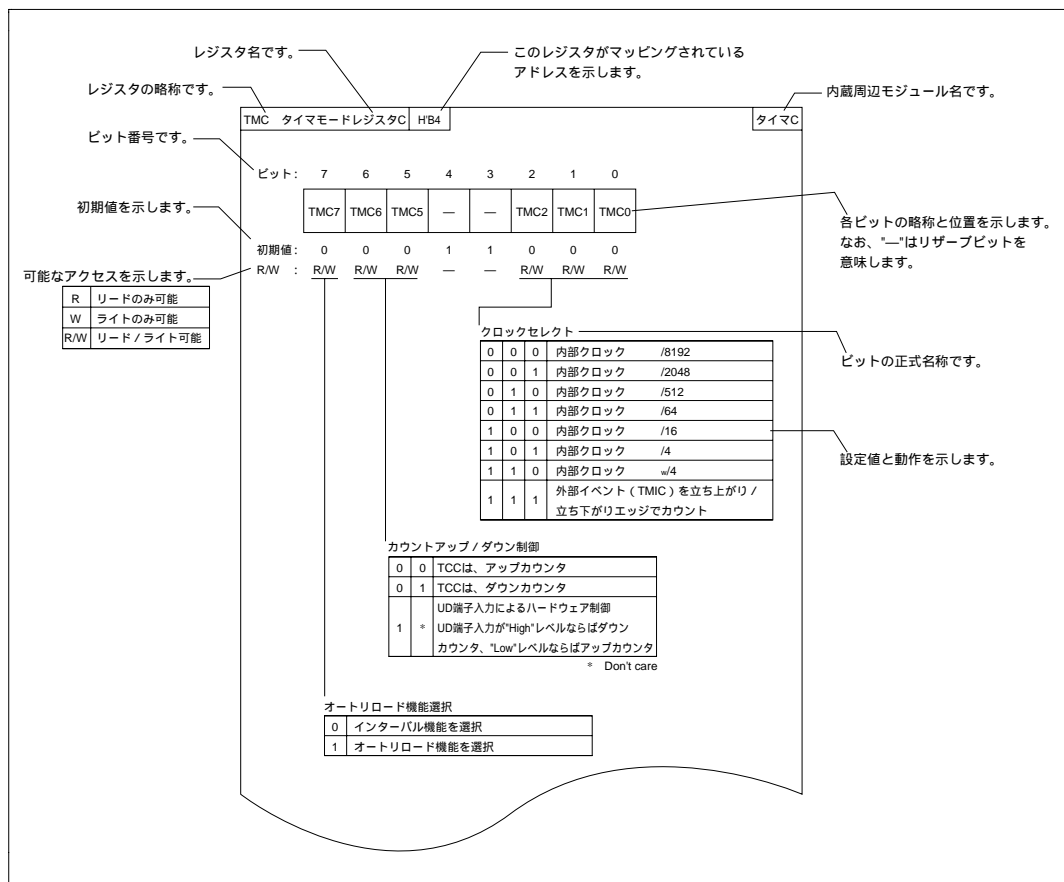 レジスタ名です。
このレジスタがマッピングされている
アドレスを示します。
レジスタの略称です。
内蔵周辺モジュール名です。
TMC タイマモードレジスタC H'B4 タイマC
ビット番号です。
ビット: 7 6 5 4 3 2 1 0
TMC7 TMC6 TMC5 — — TMC2 TMC1 TMC0
初期値を示します。
初期値: 0 0 0 1 1 0 0 0
R/W : R/W R/W R/W — — R/W R/W R/W
各ビットの略称と位置を示します。
なお、"—"はリザーブビットを
意味します。
可能なアクセスを示します。
R リードのみ可能
W ライトのみ可能
R/W リード / ライト可能
クロックセレクト
0 0 0 内部クロック /8192
0 0 1 内部クロック /2048
0 1 0 内部クロック /512
0 1 1 内部クロック /64
1 0 0 内部クロック /16
1 0 1 内部クロック /4
1 1 0 内部クロック w/4
1 1 1 外部イベント ( TMIC ) を立ち上がり /
立ち下がりエッジでカウント
ビットの正式名称です。
設定値と動作を示します。
カウントアップ / ダウン制御
0 0 TCCは、アップカウンタ
0 1 TCCは、ダウンカウンタ
1 * UD端子入力によるハードウェア制御
UD端子入力が"High"レベルならばダウン
カウンタ、"Low"レベルならばアップカウンタ
* Don't care
オートリロード機能選択
0 インターバル機能を選択
1 オートリロード機能を選択